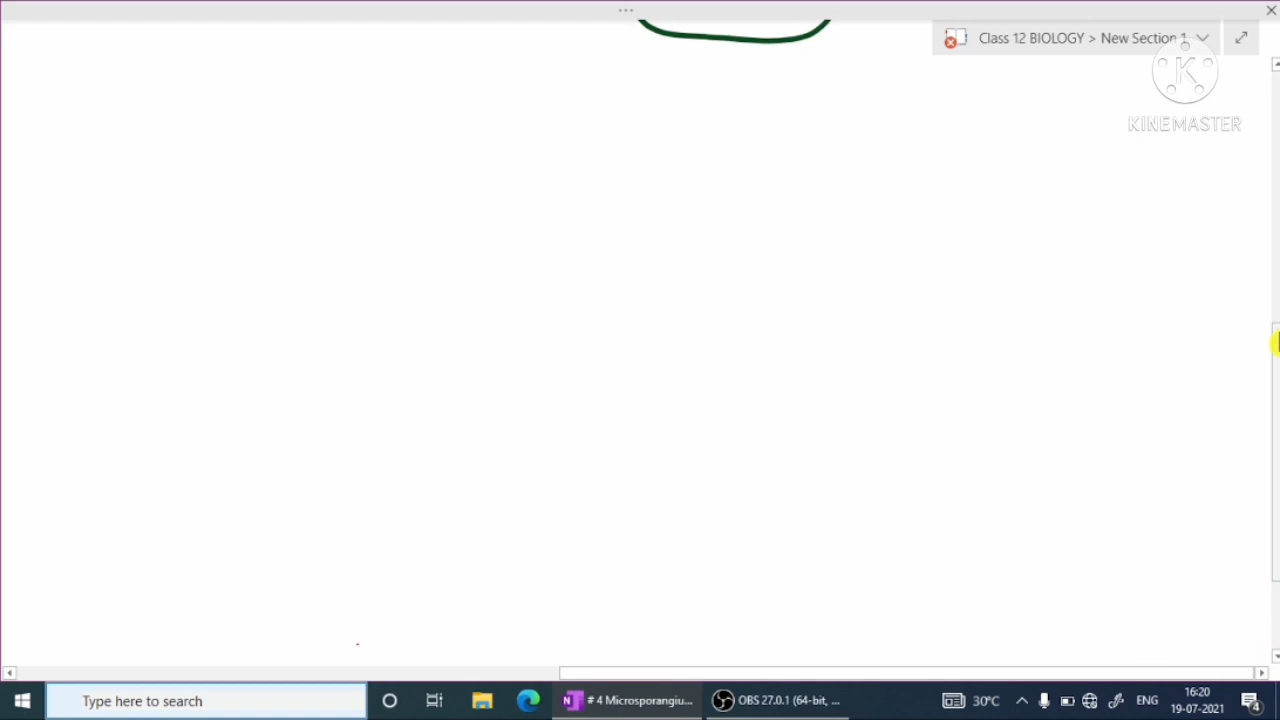 Class 12 BIOLOGY > New Section 1
K
KINEMASTER
Type here to search
# 4 Microsporangiu...
OBS 27.0.1 (64-bit, ...
30°C
ENG
16:20
19-07-2021
4